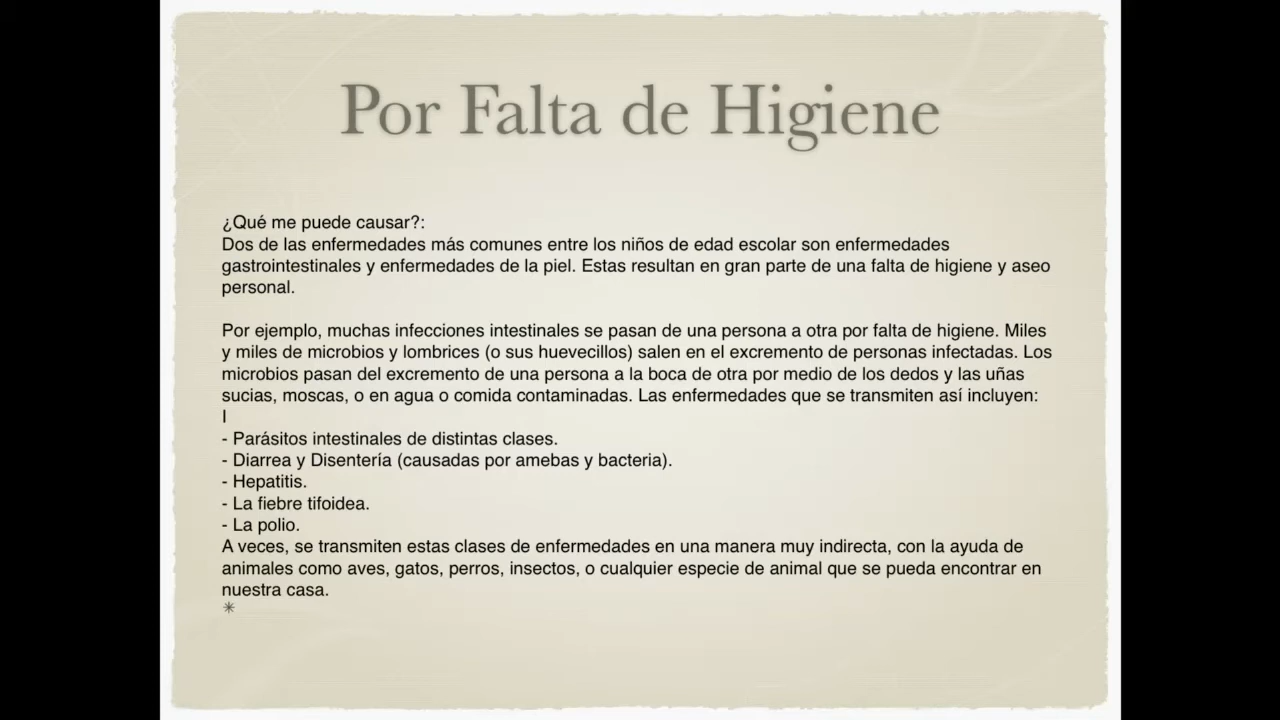 Por Falta de Higiene
¿Qué me puede causar?:
Dos de las enfermedades más comunes entre los niños de edad escolar son enfermedades
gastrointestinales y enfermedades de la piel. Estas resultan en gran parte de una falta de higiene y aseo
personal.
Por ejemplo, muchas infecciones intestinales se pasan de una persona a otra por falta de higiene. Miles
y miles de microbios y lombrices (o sus huevecillos) salen en el excremento de personas infectadas. Los
microbios pasan del excremento de una persona a la boca de otra por medio de los dedos y las uñas
sucias, moscas, o en agua o comida contaminadas. Las enfermedades que se transmiten así incluyen:
l
- Parásitos intestinales de distintas clases.
- Diarrea y Disentería (causadas por amebas y bacteria).
- Hepatitis.
- La fiebre tifoidea.
- La polio.
A veces, se transmiten estas clases de enfermedades en una manera muy indirecta, con la ayuda de
animales como aves, gatos, perros, insectos, o cualquier especie de animal que se pueda encontrar en
nuestra casa.
✳